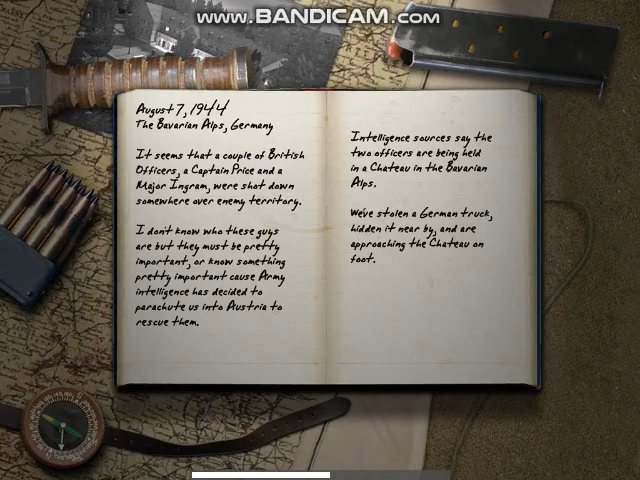 www.BANDICAM.com
August 7, 1944
The Bavarian Alps, Germany
It seems that a couple of British
Officers, a Captain Price and a
Major Ingram, were shot down
somewhere over enemy territory.
I don't know who these guys
are but they must be pretty
important, or know something
pretty important cause Army
intelligence has decided to
parachute us into Austria to
rescue them.
Intelligence sources say the
two officers are being held
in a Chateau in the Bavarian
Alps.
We've stolen a German truck,
hidden it near by, and are
approaching the Chateau on
foot.